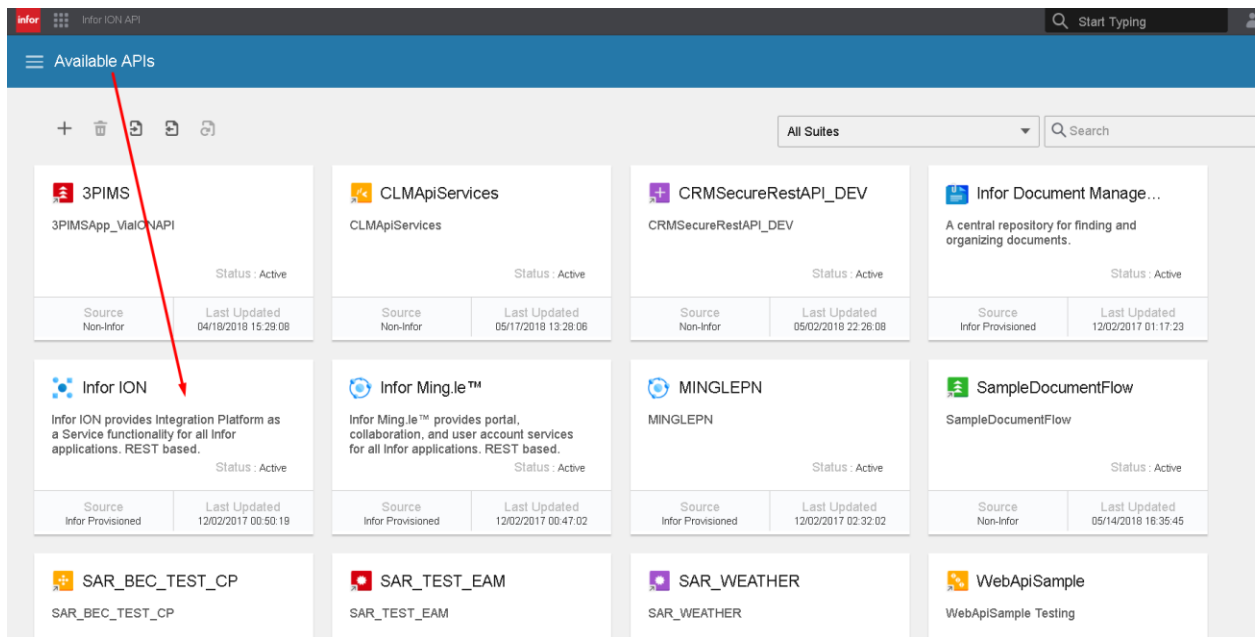 infor
Infor ION API
Start Typing
Available APIs
All Suites
Search
3PIMS
3PIMSApp_ViaIONAPI
Status : Active
Source
Non-Infor
Last Updated
04/18/2018 15:29:08
CLMApiServices
CLMApiServices
Status : Active
Source
Non-Infor
Last Updated
05/17/2018 13:28:06
CRMSecureRestAPI_DEV
CRMSecureRestAPI_DEV
Status : Active
Source
Non-Infor
Last Updated
05/02/2018 22:26:08
Infor Document Manage...
A central repository for finding and
organizing documents.
Status : Active
Source
Infor Provisioned
Last Updated
12/02/2017 01:17:23
Infor ION
Infor ION provides Integration Platform as
a Service functionality for all Infor
applications. REST based.
Status : Active
Source
Infor Provisioned
Last Updated
12/02/2017 00:50:19
Infor Ming.le™
Infor Ming.le™ provides portal,
collaboration, and user account services
for all Infor applications. REST based.
Status : Active
Source
Infor Provisioned
Last Updated
12/02/2017 00:47:02
MINGLEPN
MINGLEPN
Status : Active
Source
Infor Provisioned
Last Updated
12/02/2017 02:32:02
SampleDocumentFlow
SampleDocumentFlow
Status : Active
Source
Non-Infor
Last Updated
05/14/2018 16:35:45
SAR_BEC_TEST_CP
SAR_BEC_TEST_CP
SAR_TEST_EAM
SAR_TEST_EAM
SAR_WEATHER
SAR_WEATHER
WebApiSample
WebApiSample Testing